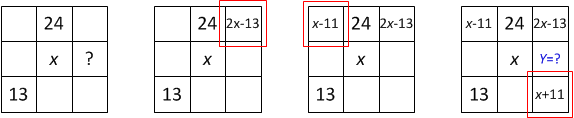 24 24 2x-13 x-11 24 2x-13 x-11 24 2x-13
x ? x x x Y=?
13 13 13 13 x+11